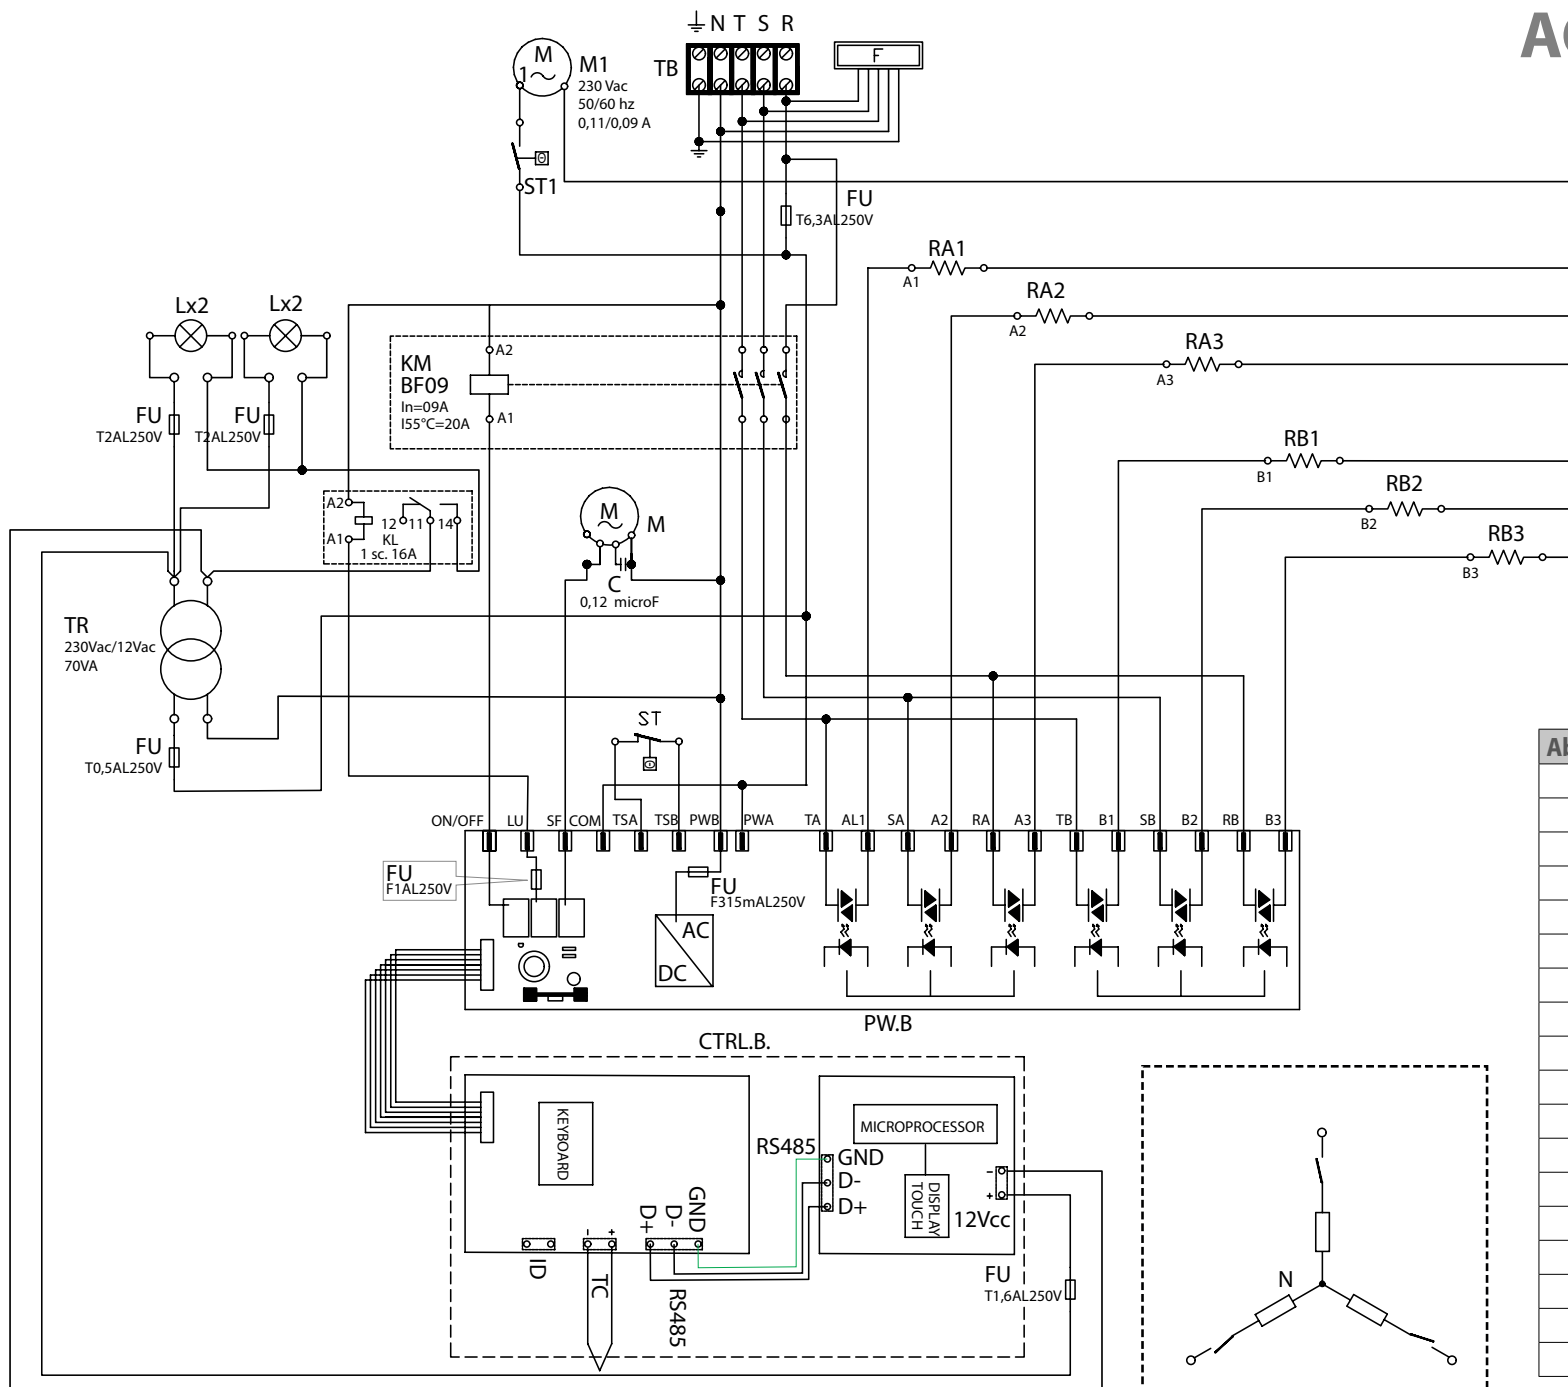 AC
N T S R
TB
F
M
1
M1
230 Vac
50/60 hz
0,11/0,09 A
ST1
FU
T6,3AL250V
RA1
A1
RA2
A2
RA3
A3
RB1
B1
RB2
B2
RB3
B3
Lx2
Lx2
FU
T2AL250V
FU
T2AL250V
KM
BF09
In=09A
I55°C=20A
A2
A1
A2
A1
12 11 14
KL
1 sc. 16A
M
M
C
0,12 microF
TR
230Vac/12Vac
70VA
FU
T0,5AL250V
ST
Ab
ON/OFF LU SF COM TSA TSB PWB PWA TA AL1 SA A2 RA A3 TB B1 SB B2 RB B3
FU
F1AL250V
FU
F315mAL250V
AC
DC
PW.B
CTRL.B.
KEYBOARD
MICROPROCESSOR
DISPLAY
TOUCH
RS485
GND
D-
D+
- 
+
12Vcc
D+
D-
GND
- +
ID
TC
RS485
FU
T1,6AL250V
N